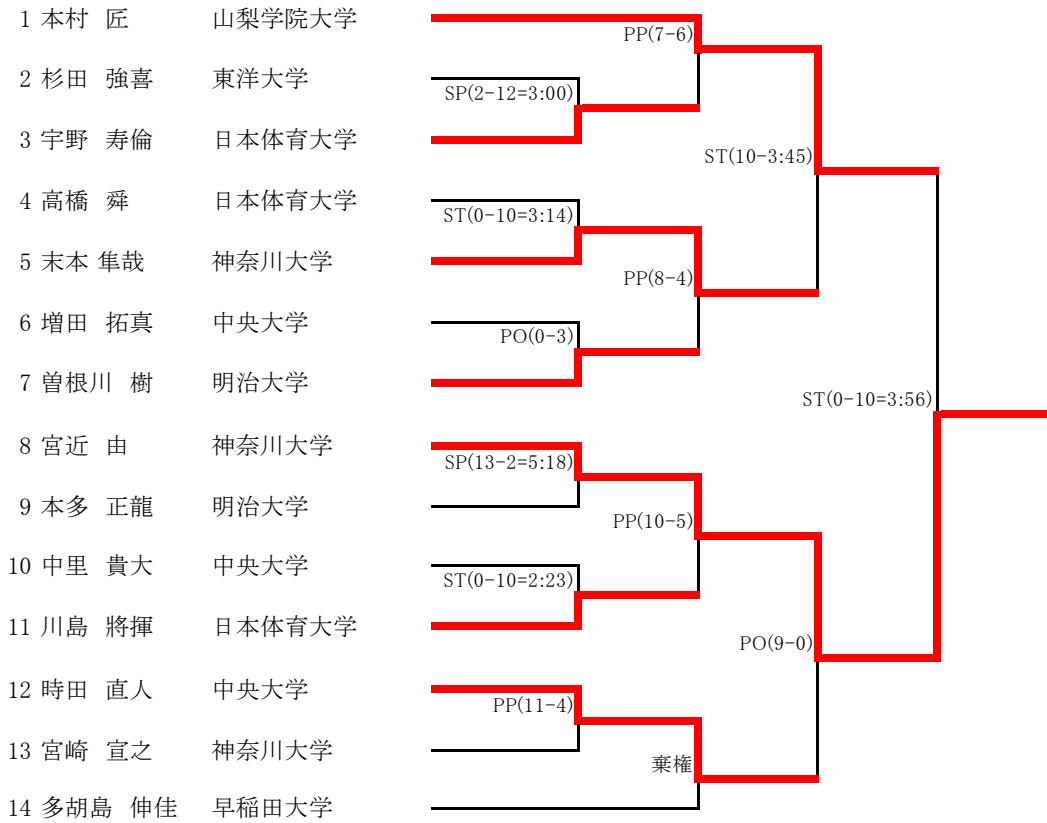 1 本村 匠 山梨学院大学
PP(7-6)
2 杉田 強喜 東洋大学
SP(2-12=3:00)
3 宇野 寿倫 日本体育大学
ST(10-3:45)
4 高橋 舜 日本体育大学
ST(0-10=3:14)
5 末本 隼哉 神奈川大学
PP(8-4)
6 増田 拓真 中央大学
PO(0-3)
7 曽根川 樹 明治大学
ST(0-10=3:56)
8 宮近 由 神奈川大学
SP(13-2=5:18)
9 本多 正龍 明治大学
PP(10-5)
10 中里 貴大 中央大学
ST(0-10=2:23)
11 川島 將揮 日本体育大学
PO(9-0)
12 時田 直人 中央大学
PP(11-4)
13 宮崎 宣之 神奈川大学
棄権
14 多胡島 伸佳 早稲田大学